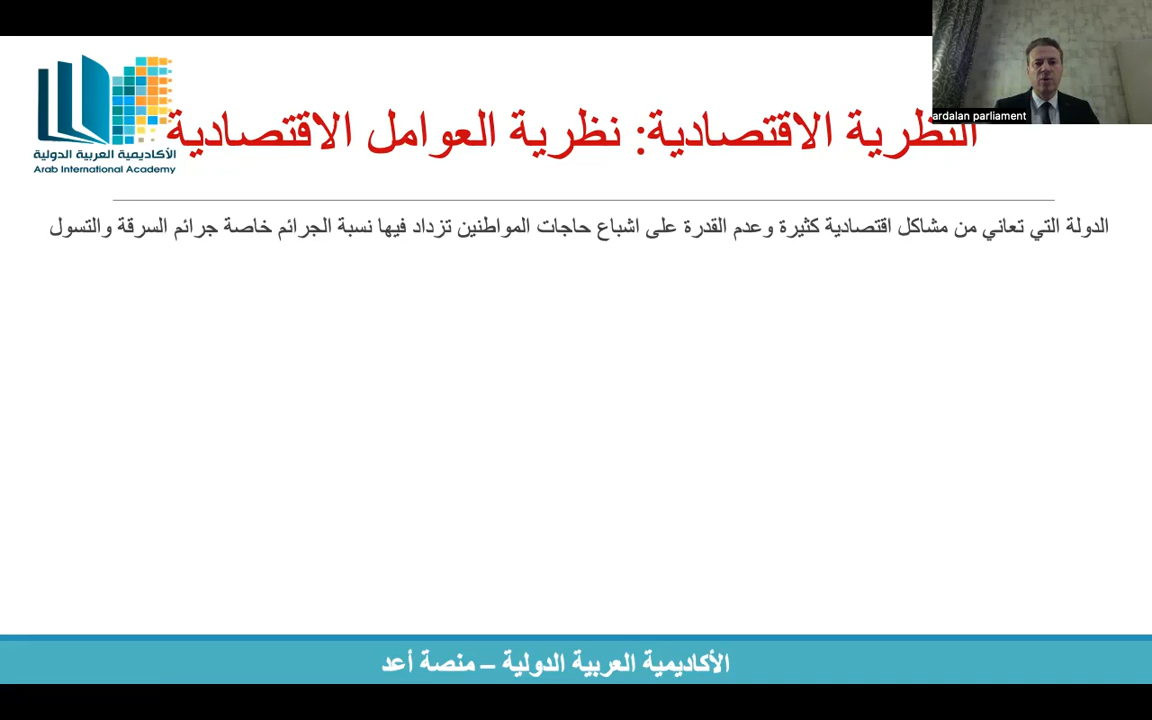 ardalan parliament
الأكاديمية العربية الدولية
Arab International Academy
النظرية الاقتصادية: نظرية العوامل الاقتصادية
الدولة التي تعاني من مشاكل اقتصادية كثيرة وعدم القدرة على اشباع حاجات المواطنين تزداد فيها نسبة الجرائم خاصة جرائم السرقة والتسول
الأكاديمية العربية الدولية – منصة أعد